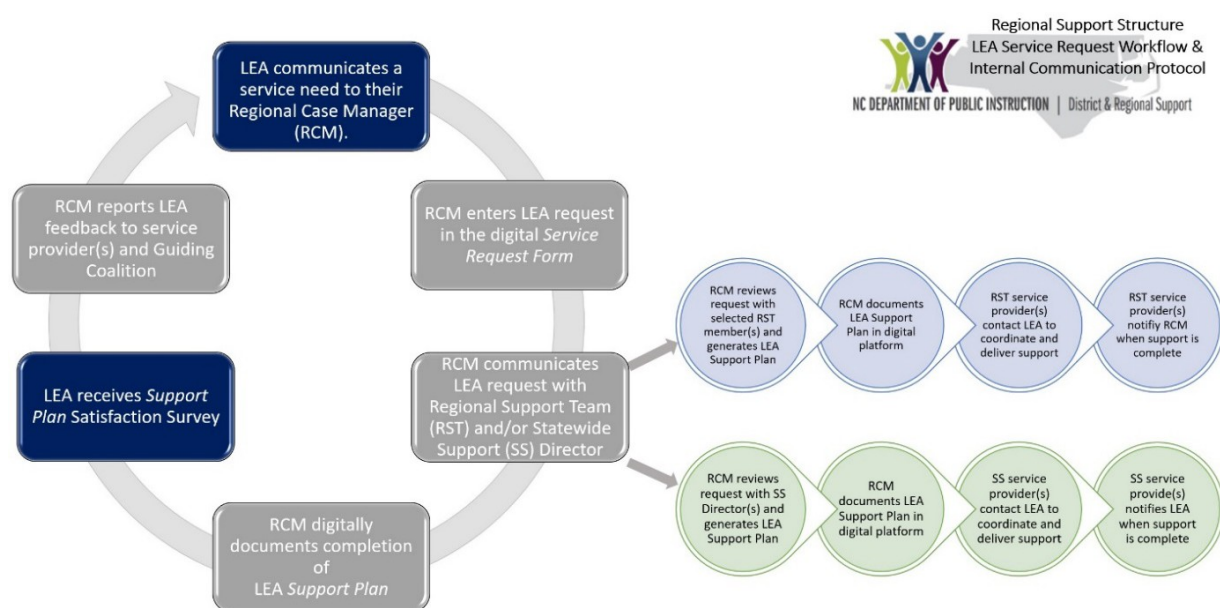 Regional Support Structure
LEA Service Request Workflow &
Internal Communication Protocol
NC DEPARTMENT OF PUBLIC INSTRUCTION | District & Regional Support
LEA communicates a
service need to their
Regional Case Manager
(RCM).
RCM enters LEA request
in the digital Service
Request Form
RCM communicates
LEA request with
Regional Support Team
(RST) and/or Statewide
Support (SS) Director
RCM digitally
documents completion
of
LEA Support Plan
LEA receives Support
Plan Satisfaction Survey
RCM reports LEA
feedback to service
provider(s) and Guiding
Coalition
RCM reviews
request with
selected RST
member(s) and
generates LEA
Support Plan
RCM documents
LEA Support
Plan in digital
platform
RST service
provider(s)
contact LEA to
coordinate and
deliver support
RST service
provider(s)
notifiy RCM
when support is
complete
RCM reviews
request with SS
Director(s) and
generates LEA
Support Plan
RCM
documents LEA
Support Plan in
digital platform
SS service
provider(s)
contact LEA to
coordinate and
deliver support
SS service
provide(s)
notifies LEA
when support
is complete